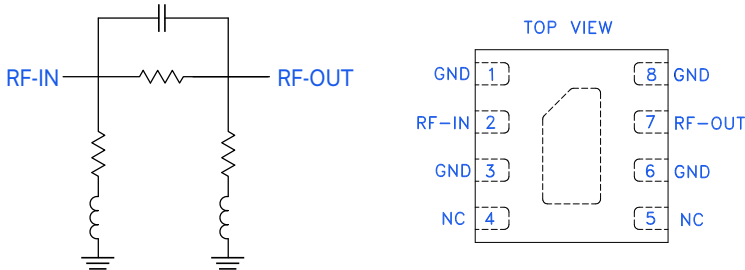 RF-IN
RF-OUT
TOP VIEW
GND 1 8 GND
RF-IN 2 7 RF-OUT
GND 3 6 GND
NC 4 5 NC